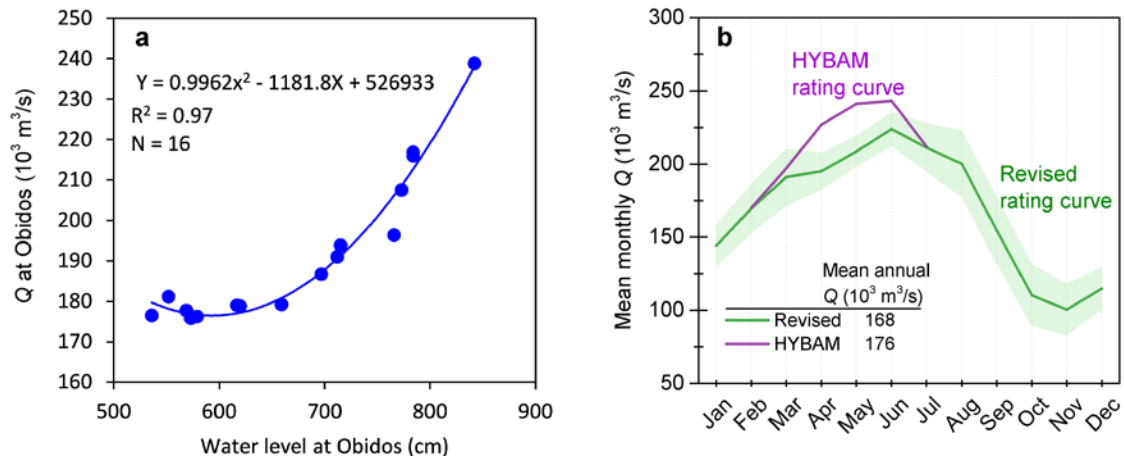 a
Y = 0.9962x² - 1181.8X + 526933
R² = 0.97
N = 16
Q at Obidos (10³ m³/s)
250
240
230
220
210
200
190
180
170
160
500
600
700
800
900
Water level at Obidos (cm)
b
HYBAM
rating curve
Revised
rating curve
Mean monthly Q (10³ m³/s)
300
250
200
150
100
50
Mean annual
Q (10³ m³/s)
Revised 168
HYBAM 176
Jan
Feb
Mar
Apr
May
Jun
Jul
Aug
Sep
Oct
Nov
Dec